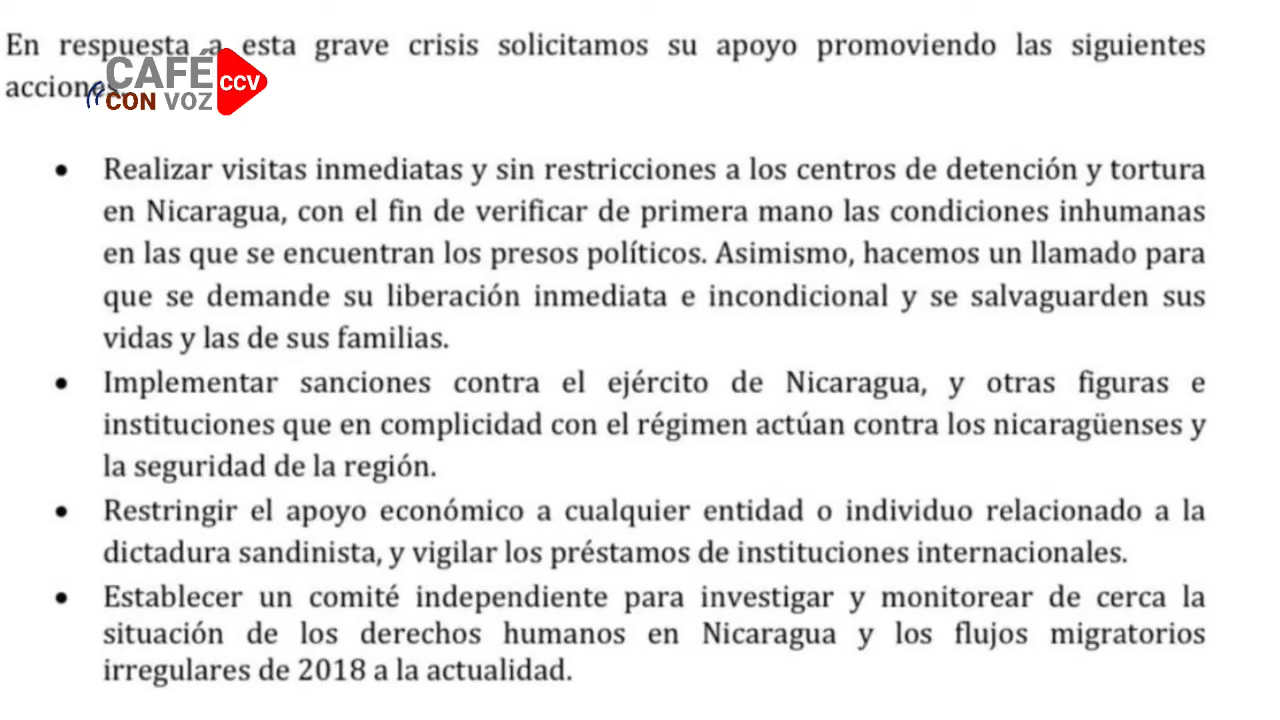 En respuesta a esta grave crisis solicitamos su apoyo promoviendo las siguientes
acciones
CAFÉ
CON VOZ
CCV
• Realizar visitas inmediatas y sin restricciones a los centros de detención y tortura
en Nicaragua, con el fin de verificar de primera mano las condiciones inhumanas
en las que se encuentran los presos políticos. Asimismo, hacemos un llamado para
que se demande su liberación inmediata e incondicional y se salvaguarden sus
vidas y las de sus familias.
• Implementar sanciones contra el ejército de Nicaragua, y otras figuras e
instituciones que en complicidad con el régimen actúan contra los nicaragüenses y
la seguridad de la región.
• Restringir el apoyo económico a cualquier entidad o individuo relacionado a la
dictadura sandinista, y vigilar los préstamos de instituciones internacionales.
• Establecer un comité independiente para investigar y monitorear de cerca la
situación de los derechos humanos en Nicaragua y los flujos migratorios
irregulares de 2018 a la actualidad.